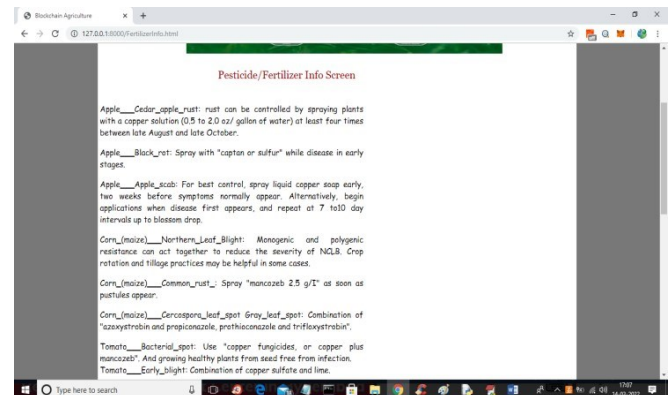 Blockchain Agriculture
127.0.0.1:8000/FertilizerInfo.html
Pesticide/Fertilizer Info Screen
Apple___Cedar_apple_rust: rust can be controlled by spraying plants
with a copper solution (0.5 to 2.0 oz/ gallon of water) at least four times
between late August and late October.
Apple___Black_rot: Spray with "captan or sulfur" while disease in early
stages.
Apple___Apple_scab: For best control, spray liquid copper soap early,
two weeks before symptoms normally appear. Alternatively, begin
applications when disease first appears, and repeat at 7 to10 day
intervals up to blossom drop.
Corn_(maize)___Northern_Leaf_Blight: Monogenic and polygenic
resistance can act together to reduce the severity of NCLB. Crop
rotation and tillage practices may be helpful in some cases.
Corn_(maize)___Common_rust_: Spray "mancozeb 2.5 g/I" as soon as
pustules appear.
Corn_(maize)___Cercospora_leaf_spot Gray_leaf_spot: Combination of
"azoxystrobin and propiconazole, prothioconazole and trifloxystrobin".
Tomato___Bacterial_spot: Use "copper fungicides, or copper plus
mancozeb". And growing healthy plants from seed free from infection.
Tomato___Early_blight: Combination of copper sulfate and lime.
Type here to search
17:07
14-03-2022